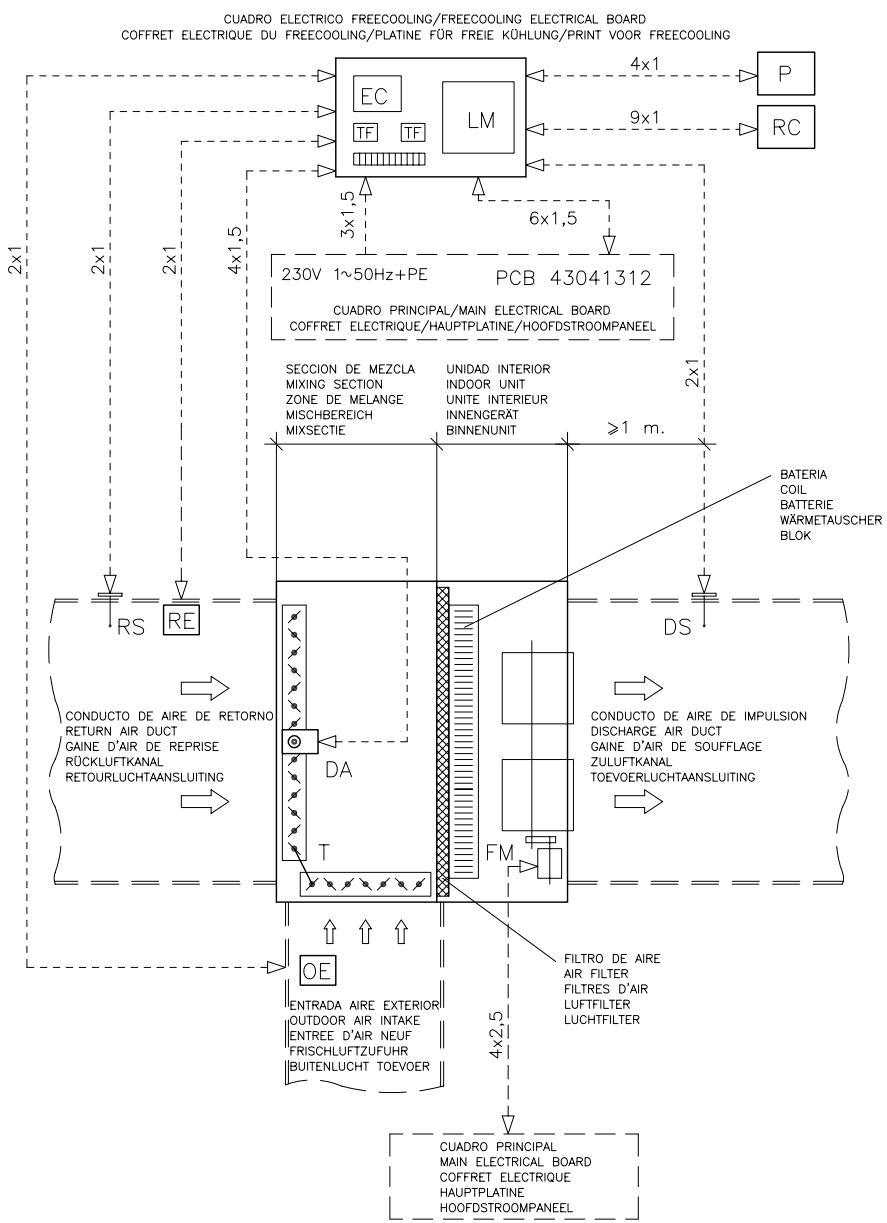 CUADRO ELECTRICO FREECOOLING/FREECOOLING ELECTRICAL BOARD
COFFRET ELECTRIQUE DU FREECOOLING/PLATINE FÜR FREIE KÜHLUNG/PRINT VOOR FREECOOLING
4x1
P
EC
LM
9x1
RC
TF
TF
2x1
2x1
2x1
4x1,5
3x1,5
6x1,5
230V 1~50Hz+PE
PCB 43041312
CUADRO PRINCIPAL/MAIN ELECTRICAL BOARD
COFFRET ELECTRIQUE/HAUPTPLATINE/HOOFDSTROOMPANEEL
2x1
SECCION DE MEZCLA
MIXING SECTION
ZONE DE MELANGE
MISCHBEREICH
MIXSECTIE
UNIDAD INTERIOR
INDOOR UNIT
UNITE INTERIEUR
INNENGERÄT
BINNENUNIT
⩾1 m.
BATERIA
COIL
BATTERIE
WÄRMETAUSCHER
BLOK
RS
RE
DS
CONDUCTO DE AIRE DE RETORNO
RETURN AIR DUCT
GAINE D'AIR DE REPRISE
RÜCKLUFTKANAL
RETOURLUCHTAANSLUITING
CONDUCTO DE AIRE DE IMPULSION
DISCHARGE AIR DUCT
GAINE D'AIR DE SOUFFLAGE
ZULUFTKANAL
TOEVOERLUCHTAANSLUITING
DA
T
FM
OE
ENTRADA AIRE EXTERIOR
OUTDOOR AIR INTAKE
ENTREE D'AIR NEUF
FRISCHLUFTZUFUHR
BUITENLUCHT TOEVOER
FILTRO DE AIRE
AIR FILTER
FILTRES D'AIR
LUFTFILTER
LUCHTFILTER
4x2,5
CUADRO PRINCIPAL
MAIN ELECTRICAL BOARD
COFFRET ELECTRIQUE
HAUPTPLATINE
HOOFDSTROOMPANEEL